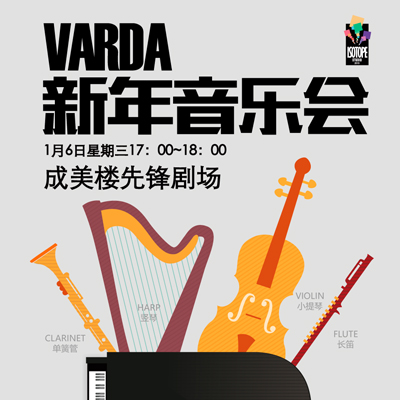 VARDA
ISOTOPE
新年音乐会
1月6日星期三17：00~18：00
成美楼先锋剧场
HARP
竖琴
VIOLIN
小提琴
CLARINET
单簧管
FLUTE
长笛